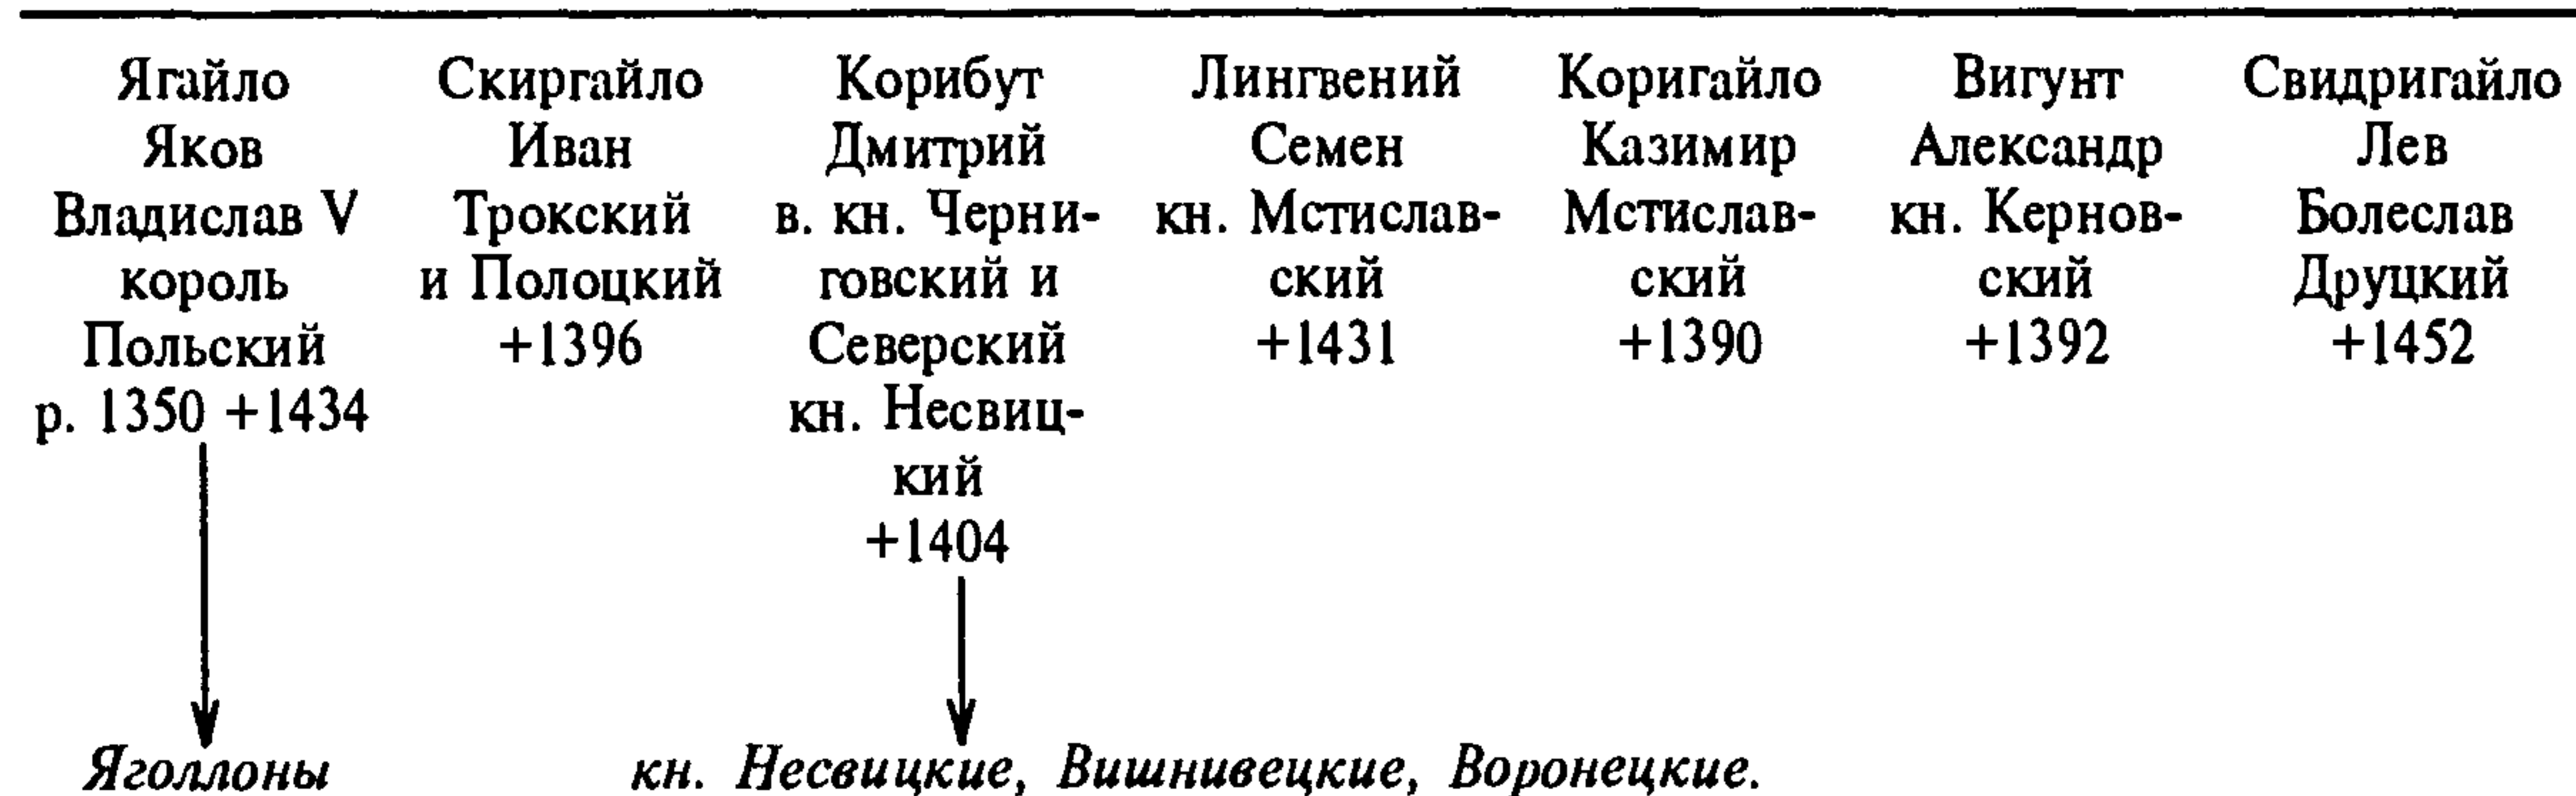 Ягайло
Яков
Владислав V
король
Польский
р. 1350 +1434
Скиргайло
Иван
Трокский
и Полоцкий
+1396
Корибут
Дмитрий
в. кн. Черни-
говский и
Северский
кн. Несвиц-
кий
+1404
Лингвений
Семен
кн. Мстислав-
ский
+1431
Коригайло
Казимир
Мстислав-
ский
+1390
Вигунт
Александр
кн. Кернов-
ский
+1392
Свидригайло
Лев
Болеслав
Друцкий
+1452
Яголлоны
кн. Несвицкие, Вишнивецкие, Воронецкие.